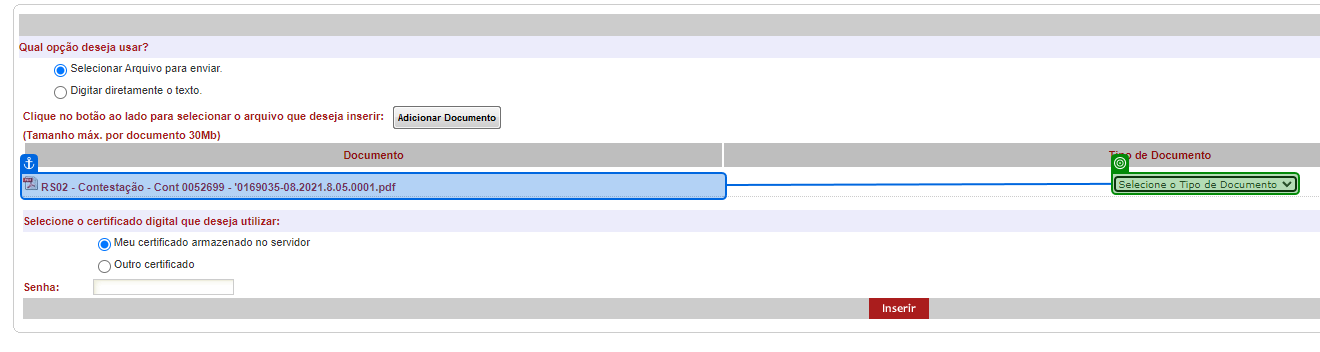 Qual opção deseja usar?
Selecionar Arquivo para enviar.
Digitar diretamente o texto.
Clique no botão ao lado para selecionar o arquivo que deseja inserir: Adicionar Documento
(Tamanho máx. por documento 30Mb)
Documento Tipo de Documento
RS02 - Contestação - Cont 0052699 - '0169035-08.2021.8.05.0001.pdf Selecione o Tipo de Documento
Selecione o certificado digital que deseja utilizar:
Meu certificado armazenado no servidor
Outro certificado
Senha:
Inserir